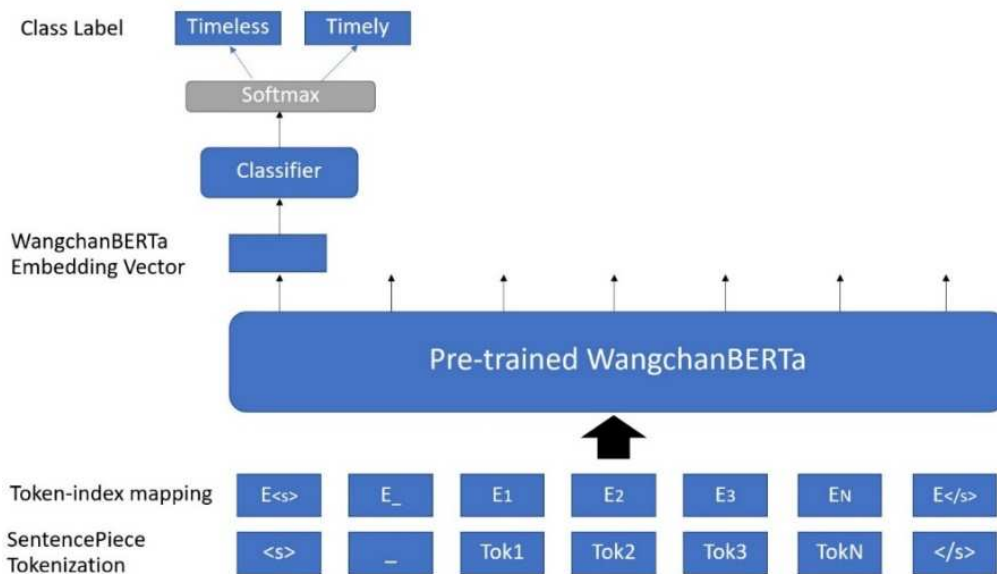 Class Label Timeless Timely
Softmax
Classifier
WangchanBERTa
Embedding Vector
Pre-trained WangchanBERTa
Token-index mapping E<s> E_ E1 E2 E3 EN E</s>
SentencePiece
Tokenization <s> _ Tok1 Tok2 Tok3 TokN </s>